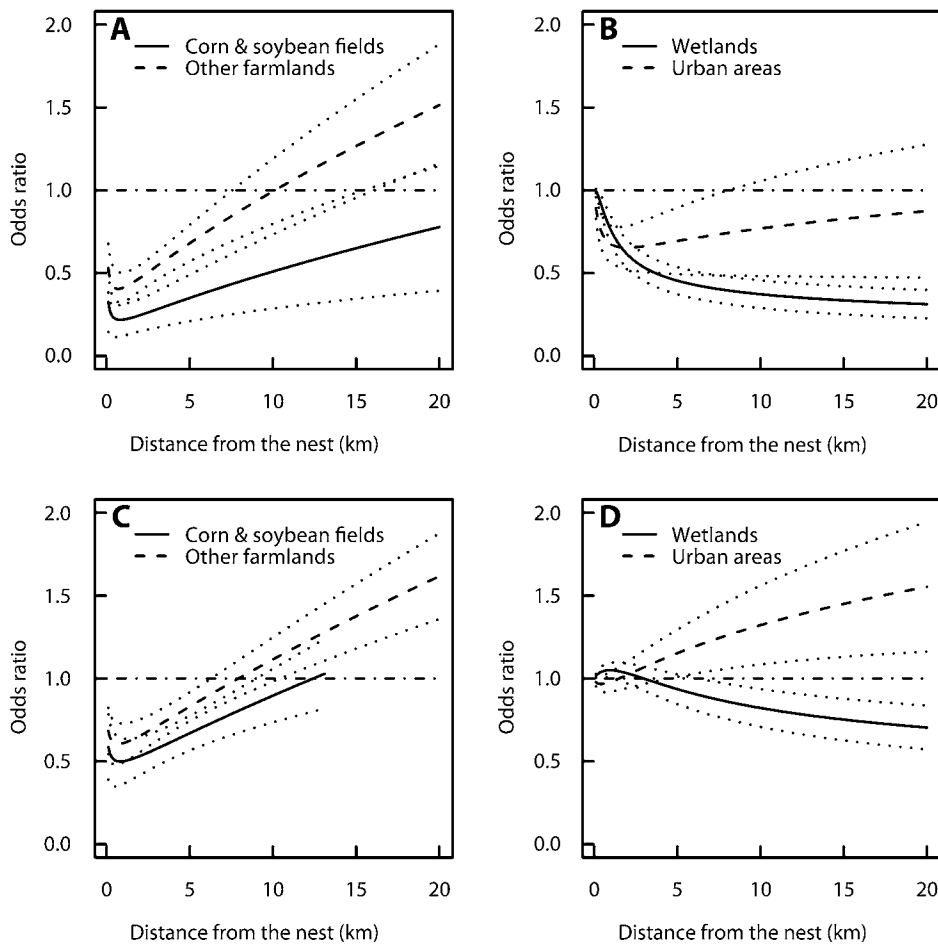 A
2.0
Corn & soybean fields
Other farmlands
1.5
1.0
0.5
0.0
Odds ratio
0 5 10 15 20
Distance from the nest (km)
B
2.0
Wetlands
Urban areas
1.5
1.0
0.5
0.0
Odds ratio
0 5 10 15 20
Distance from the nest (km)
C
2.0
Corn & soybean fields
Other farmlands
1.5
1.0
0.5
0.0
Odds ratio
0 5 10 15 20
Distance from the nest (km)
D
2.0
Wetlands
Urban areas
1.5
1.0
0.5
0.0
Odds ratio
0 5 10 15 20
Distance from the nest (km)